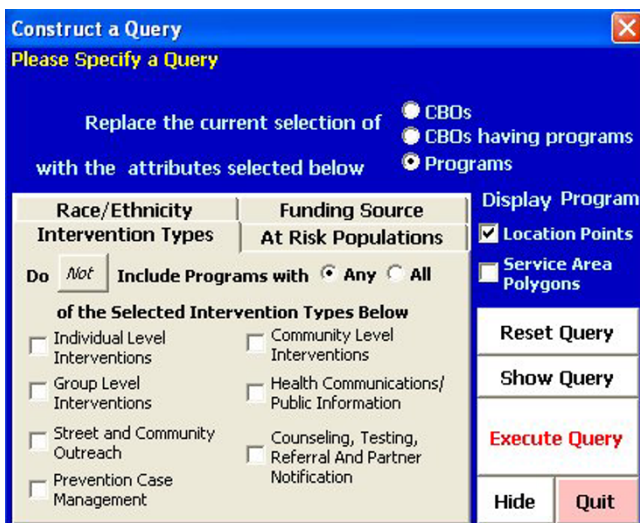 Construct a Query
Please Specify a Query
Replace the current selection of
CBOs
CBOs having programs
with the attributes selected below
Programs
Race/Ethnicity
Funding Source
Intervention Types
At Risk Populations
Do Not Include Programs with Any All
of the Selected Intervention Types Below
Individual Level
Interventions
Group Level
Interventions
Street and Community
Outreach
Prevention Case
Management
Community Level
Interventions
Health Communications/
Public Information
Counseling, Testing,
Referral And Partner
Notification
Display Program
Location Points
Service Area
Polygons
Reset Query
Show Query
Execute Query
Hide
Quit